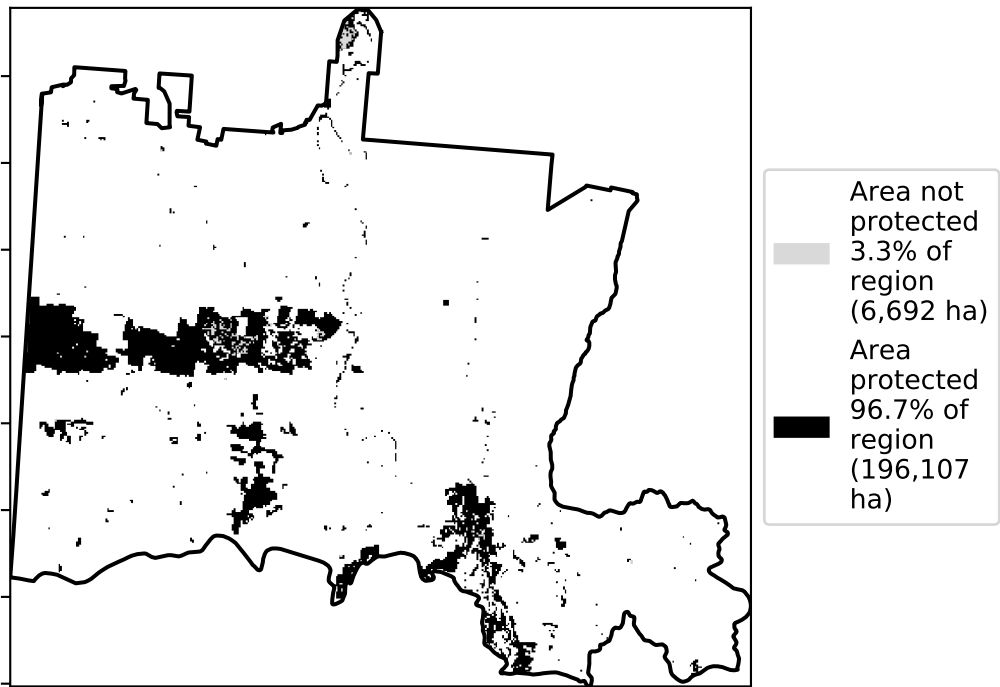 Area not
protected
3.3% of
region
(6,692 ha)
Area
protected
96.7% of
region
(196,107
ha)